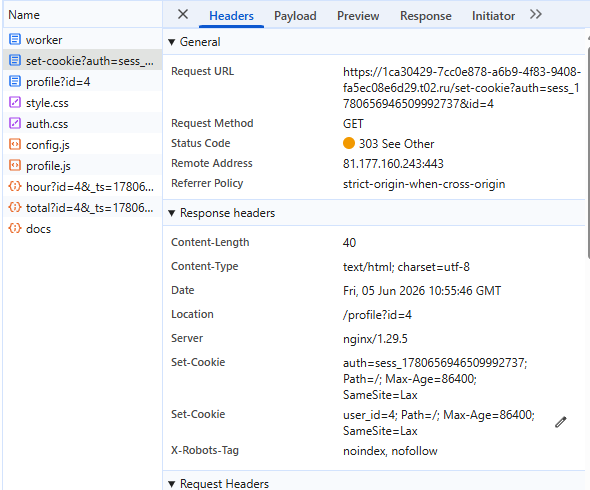 Name
worker
set-cookie?auth=sess_...
profile?id=4
style.css
auth.css
config.js
profile.js
hour?id=4&_ts=17806...
total?id=4&_ts=17806...
docs
Headers Payload Preview Response Initiator
General
Request URL
https://1ca30429-7cc0e878-a6b9-4f83-9408-
fa5ec08e6d29.t02.ru/set-cookie?auth=sess_1
780656946509992737&id=4
Request Method GET
Status Code 303 See Other
Remote Address 81.177.160.243:443
Referrer Policy strict-origin-when-cross-origin
Response headers
Content-Length 40
Content-Type text/html; charset=utf-8
Date Fri, 05 Jun 2026 10:55:46 GMT
Location /profile?id=4
Server nginx/1.29.5
Set-Cookie auth=sess_1780656946509992737;
Path=/; Max-Age=86400;
SameSite=Lax
Set-Cookie user_id=4; Path=/; Max-Age=86400;
SameSite=Lax
X-Robots-Tag noindex, nofollow
Request Headers